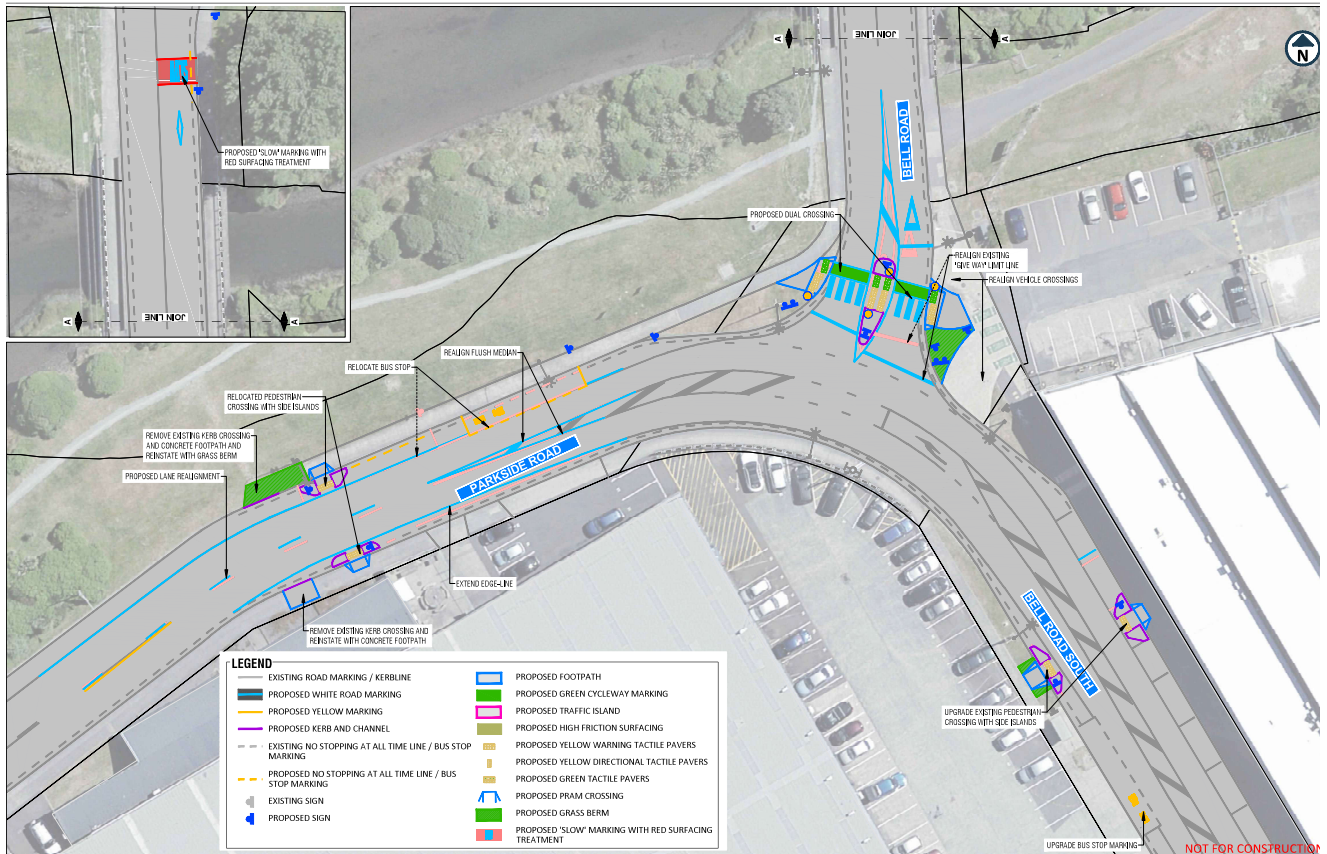 PROPOSED 'SLOW' MARKING WITH
RED SURFACING TREATMENT
A
JOIN LINE
A
A
JOIN LINE
A
N
BELL ROAD
PROPOSED DUAL CROSSING
REALIGN EXISTING
'GIVE WAY' LIMIT LINE
REALIGN VEHICLE CROSSINGS
REALIGN FLUSH MEDIAN
RELOCATE BUS STOP
RELOCATED PEDESTRIAN
CROSSING WITH SIDE ISLANDS
REMOVE EXISTING KERB CROSSING
AND CONCRETE FOOTPATH AND
REINSTATE WITH GRASS BERM
PROPOSED LANE REALIGNMENT
PARKSIDE ROAD
EXTEND EDGE-LINE
REMOVE EXISTING KERB CROSSING AND
REINSTATE WITH CONCRETE FOOTPATH
BELL ROAD SOUTH
UPGRADE EXISTING PEDESTRIAN
CROSSING WITH SIDE ISLANDS
UPGRADE BUS STOP MARKING
LEGEND
EXISTING ROAD MARKING / KERBLINE
PROPOSED WHITE ROAD MARKING
PROPOSED YELLOW MARKING
PROPOSED KERB AND CHANNEL
EXISTING NO STOPPING AT ALL TIME LINE / BUS STOP
MARKING
PROPOSED NO STOPPING AT ALL TIME LINE / BUS
STOP MARKING
EXISTING SIGN
PROPOSED SIGN
PROPOSED FOOTPATH
PROPOSED GREEN CYCLEWAY MARKING
PROPOSED TRAFFIC ISLAND
PROPOSED HIGH FRICTION SURFACING
PROPOSED YELLOW WARNING TACTILE PAVERS
PROPOSED YELLOW DIRECTIONAL TACTILE PAVERS
PROPOSED GREEN TACTILE PAVERS
PROPOSED PRAM CROSSING
PROPOSED GRASS BERM
PROPOSED 'SLOW' MARKING WITH RED SURFACING
TREATMENT
NOT FOR CONSTRUCTION